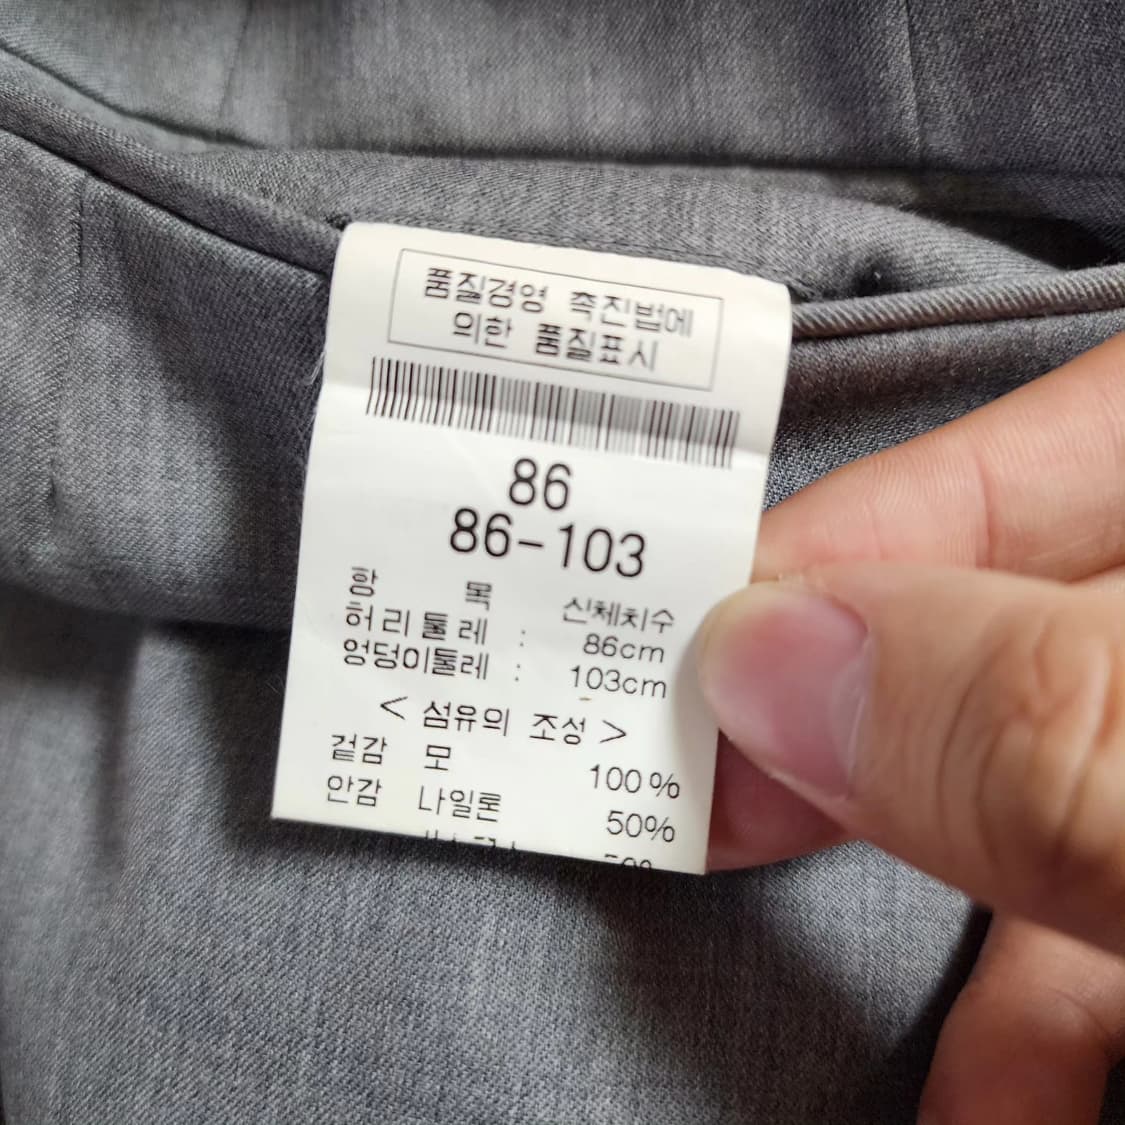 품질경영 촉진법에
의한 품질표시
86
86-103
항 목 신체치수
허리둘레 : 86cm
엉덩이둘레 : 103cm
< 섬유의 조성 >
겉감 모 100%
안감 나일론 50%